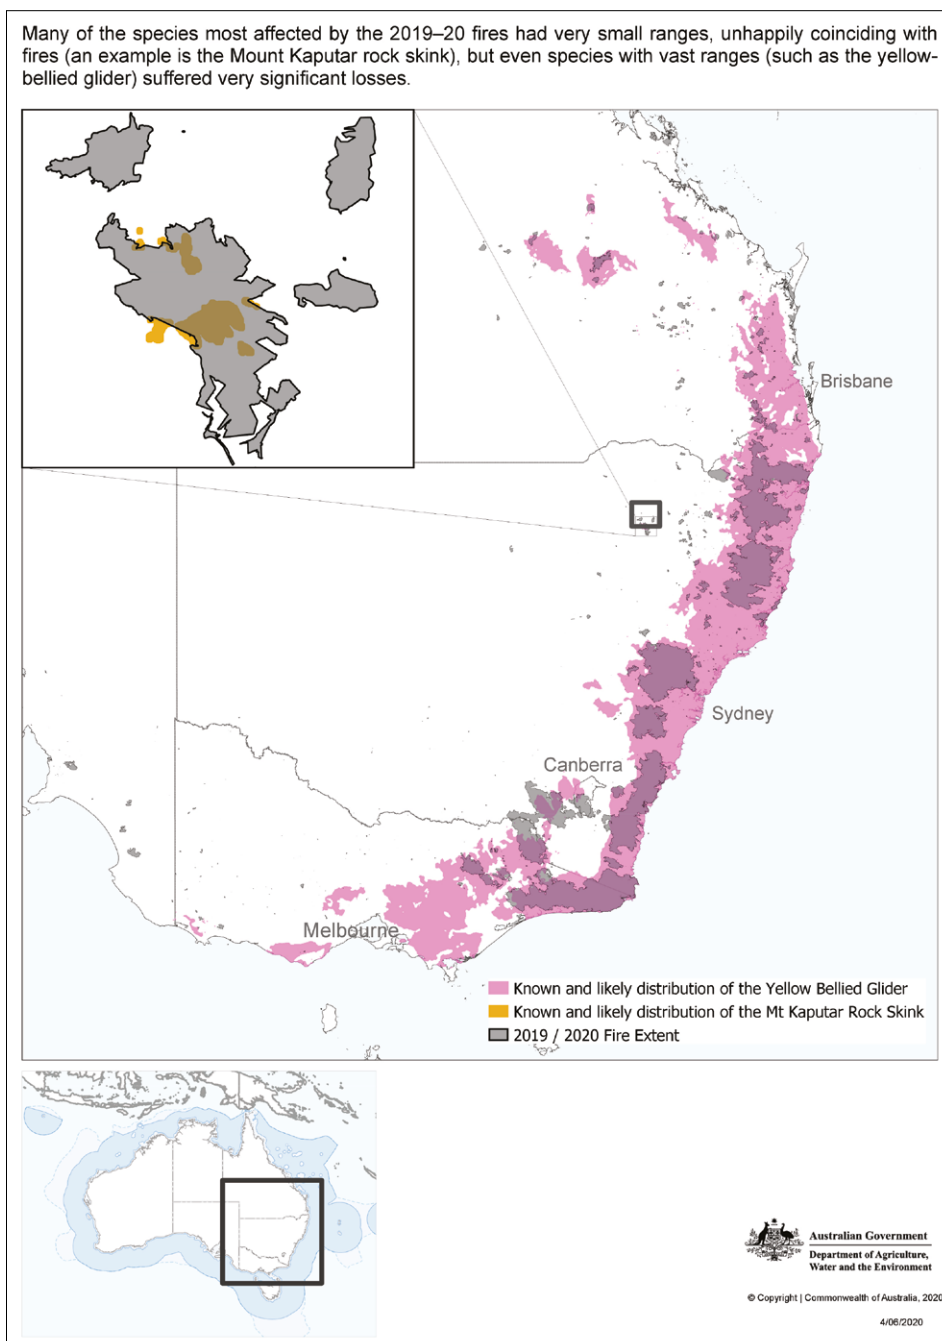 Many of the species most affected by the 2019–20 fires had very small ranges, unhappily coinciding with
fires (an example is the Mount Kaputar rock skink), but even species with vast ranges (such as the yellow-
bellied glider) suffered very significant losses.
Brisbane
Sydney
Canberra
Melbourne
Known and likely distribution of the Yellow Bellied Glider
Known and likely distribution of the Mt Kaputar Rock Skink
2019 / 2020 Fire Extent
Australian Government
Department of Agriculture,
Water and the Environment
© Copyright | Commonwealth of Australia, 2020
4/06/2020